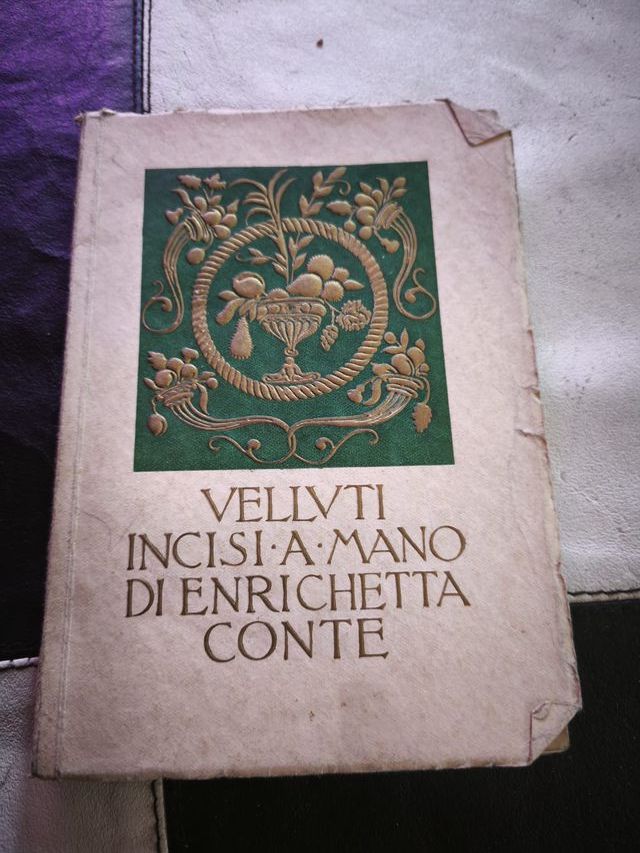 VELLVTI
INCISI·A·MANO
DI ENRICHETTA
CONTE